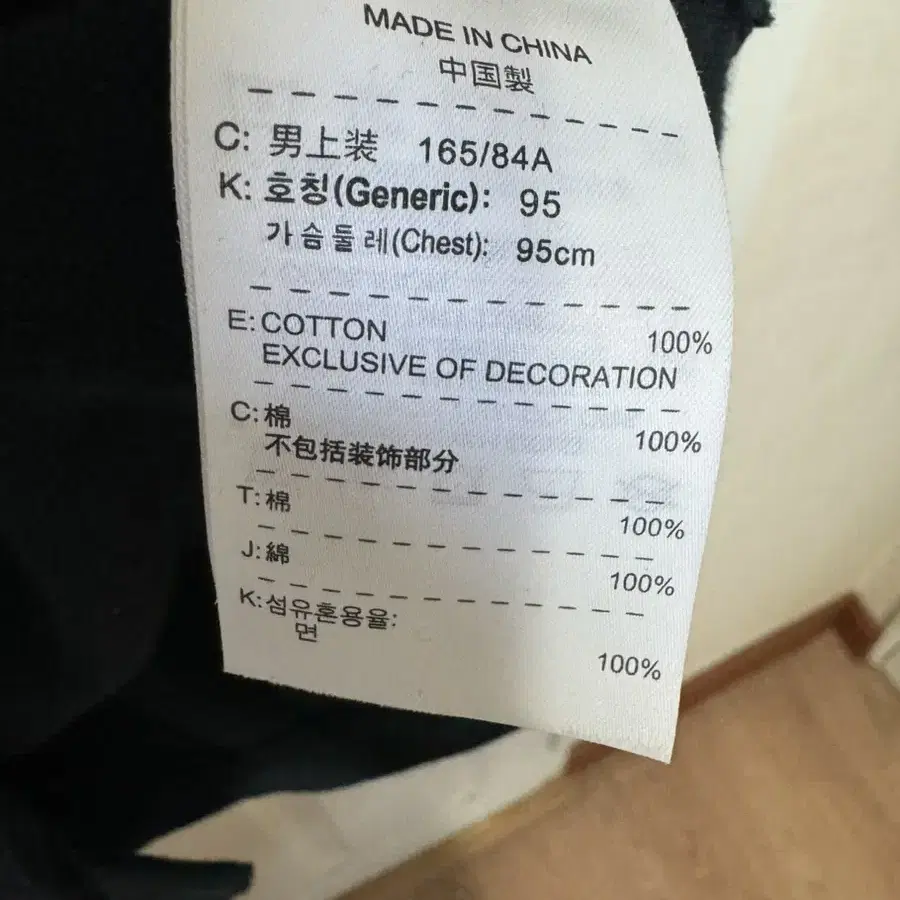 MADE IN CHINA
中国製
C: 男上装 165/84A
K: 호칭(Generic): 95
가슴둘레(Chest): 95cm
E: COTTON 100%
EXCLUSIVE OF DECORATION
C: 棉 100%
不包括装饰部分
T: 棉 100%
J: 綿 100%
K: 섬유혼용율:
면 100%